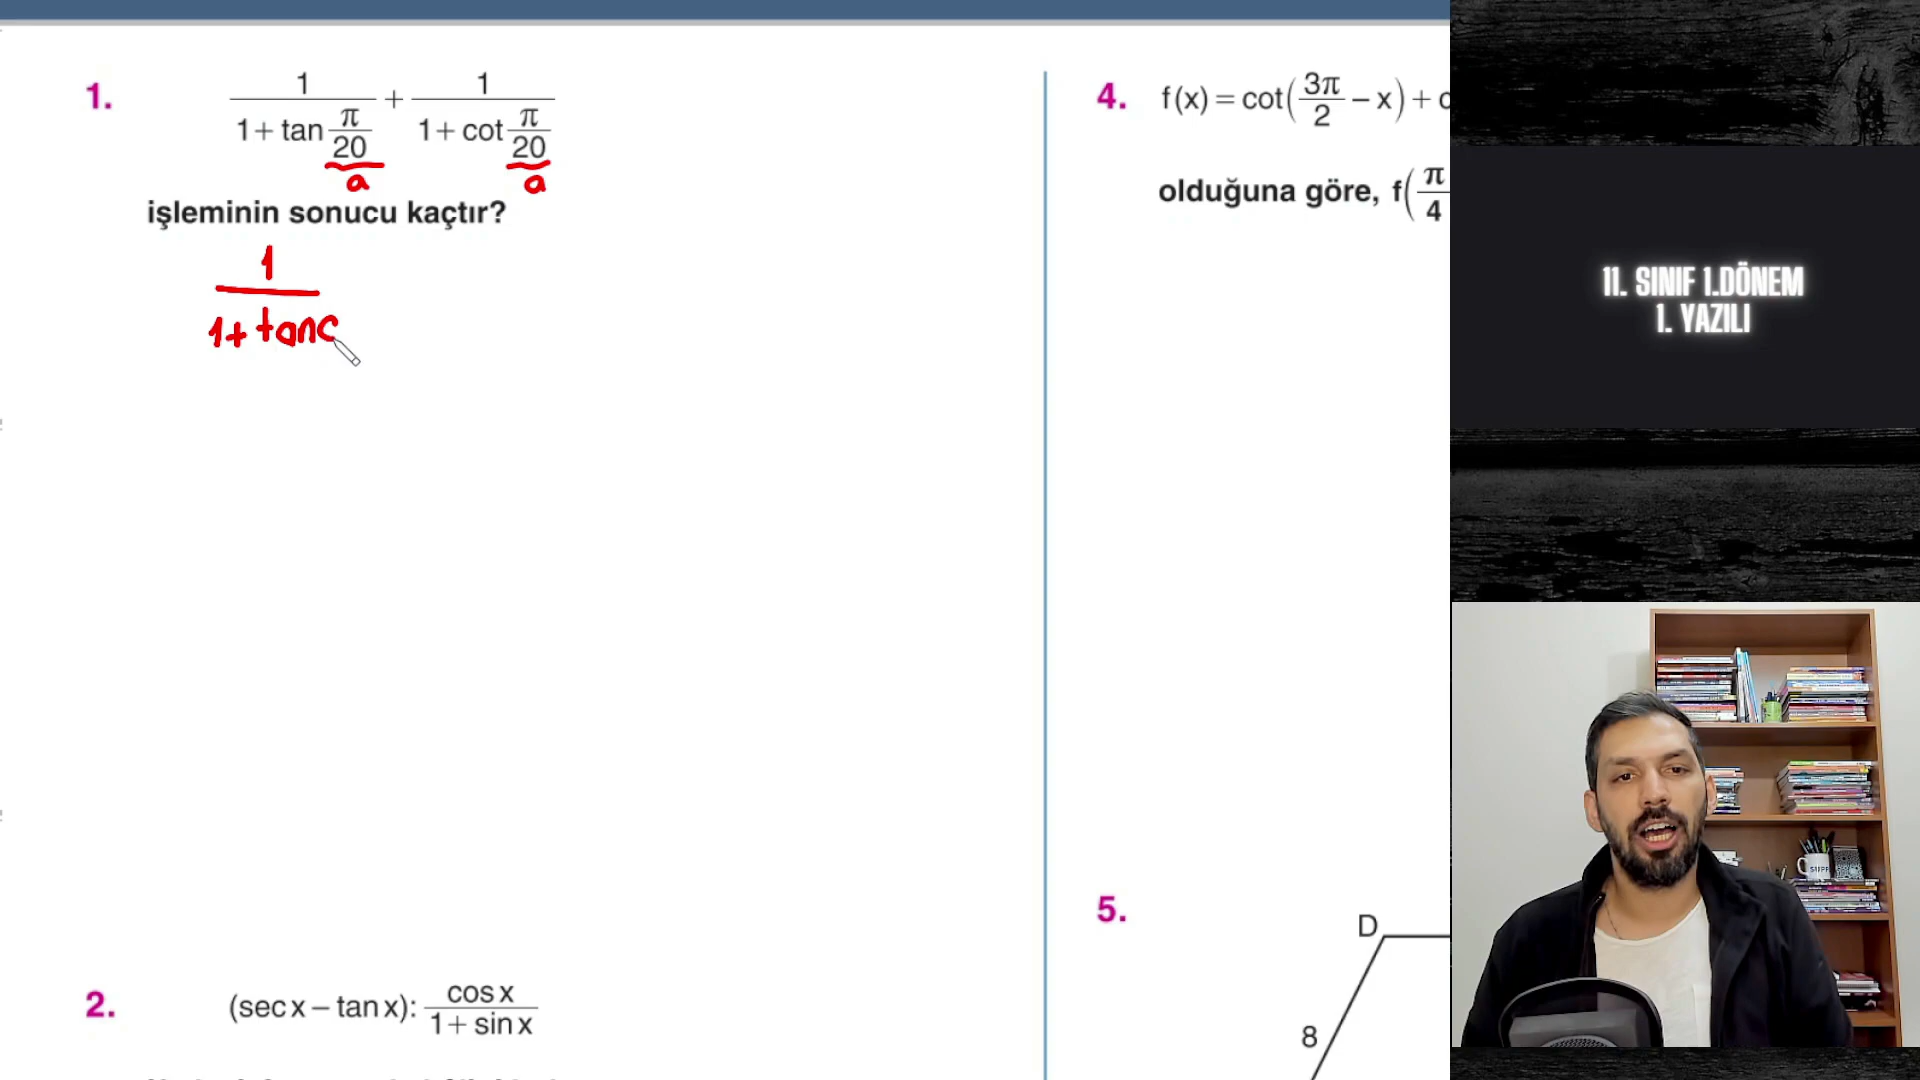 1. 1/(1 + tan π/20) + 1/(1 + cot π/20)
a a
işleminin sonucu kaçtır?
1
1 + tan
2. (sec x – tan x): cos x/(1 + sin x)
4. f(x) = cot(3π/2 – x) +
olduğuna göre, f(π/4
5.
D
8
11. SINIF 1.DÖNEM
1. YAZILI